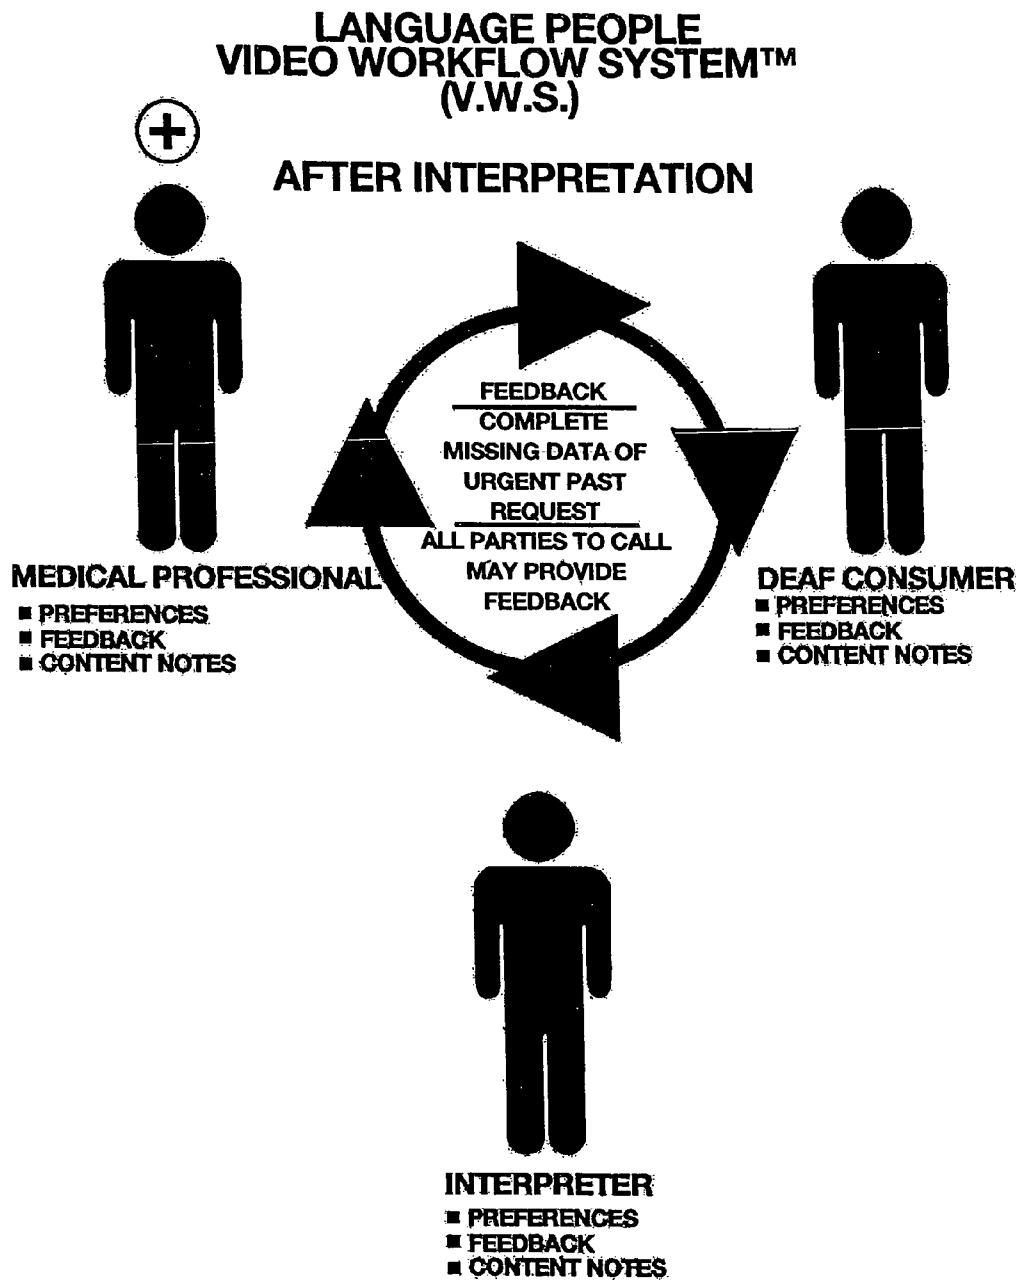 LANGUAGE PEOPLE
VIDEO WORKFLOW SYSTEM™
(V.W.S.)
AFTER INTERPRETATION
FEEDBACK
COMPLETE
MISSING DATA OF
URGENT PAST
REQUEST
ALL PARTIES TO CALL
MAY PROVIDE
FEEDBACK
MEDICAL PROFESSIONAL
■ PREFERENCES
■ FEEDBACK
■ CONTENT NOTES
DEAF CONSUMER
■ PREFERENCES
■ FEEDBACK
■ CONTENT NOTES
INTERPRETER
■ PREFERENCES
■ FEEDBACK
■ CONTENT NOTES